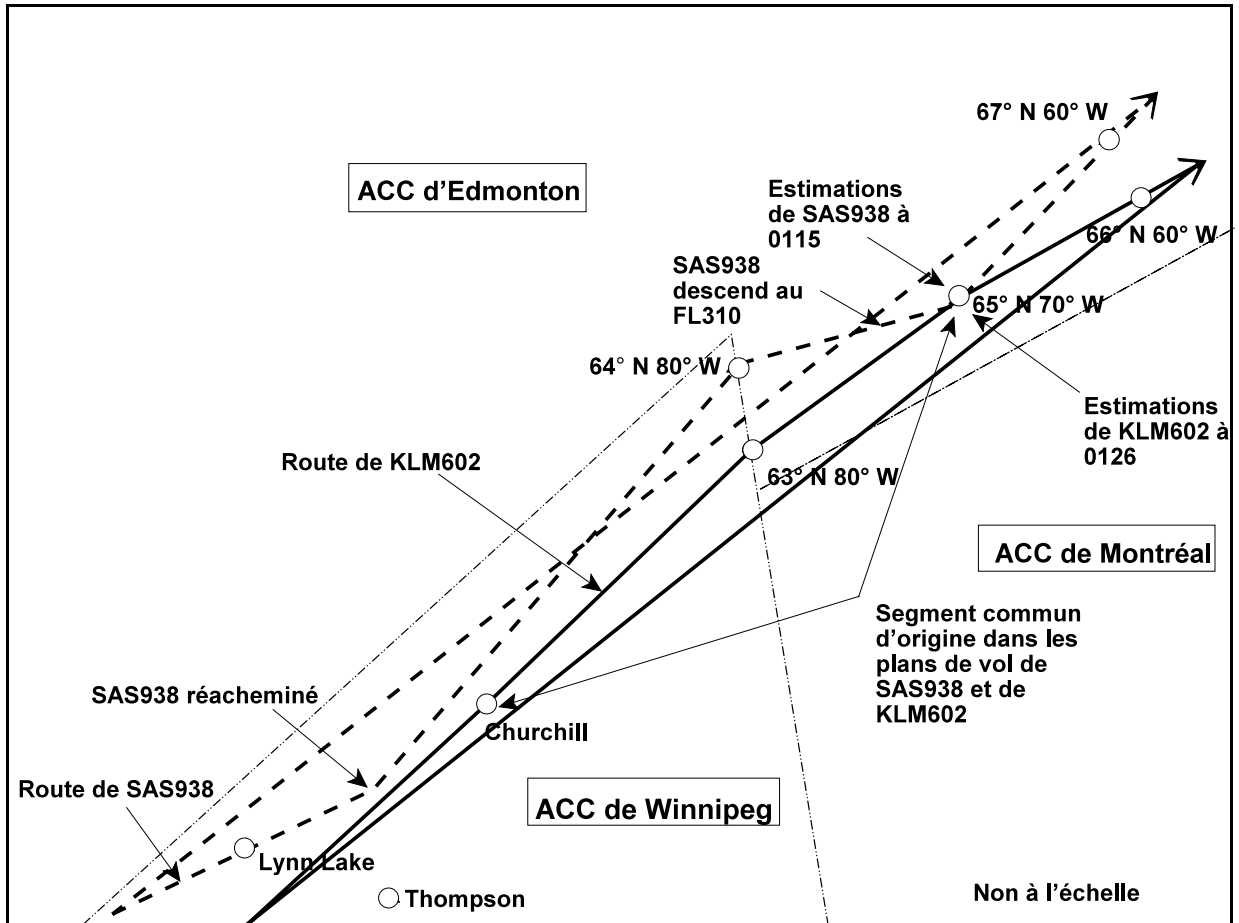 67° N 60° W
ACC d’Edmonton
Estimations
de SAS938 à
0115
66° N 60° W
SAS938
descend au
FL310
65° N 70° W
64° N 80° W
Estimations
de KLM602 à
0126
Route de KLM602
63° N 80° W
ACC de Montréal
Segment commun
d’origine dans les
plans de vol de
SAS938 et de
KLM602
SAS938 réacheminé
Churchill
Route de SAS938
ACC de Winnipeg
Lynn Lake
Thompson
Non à l’échelle